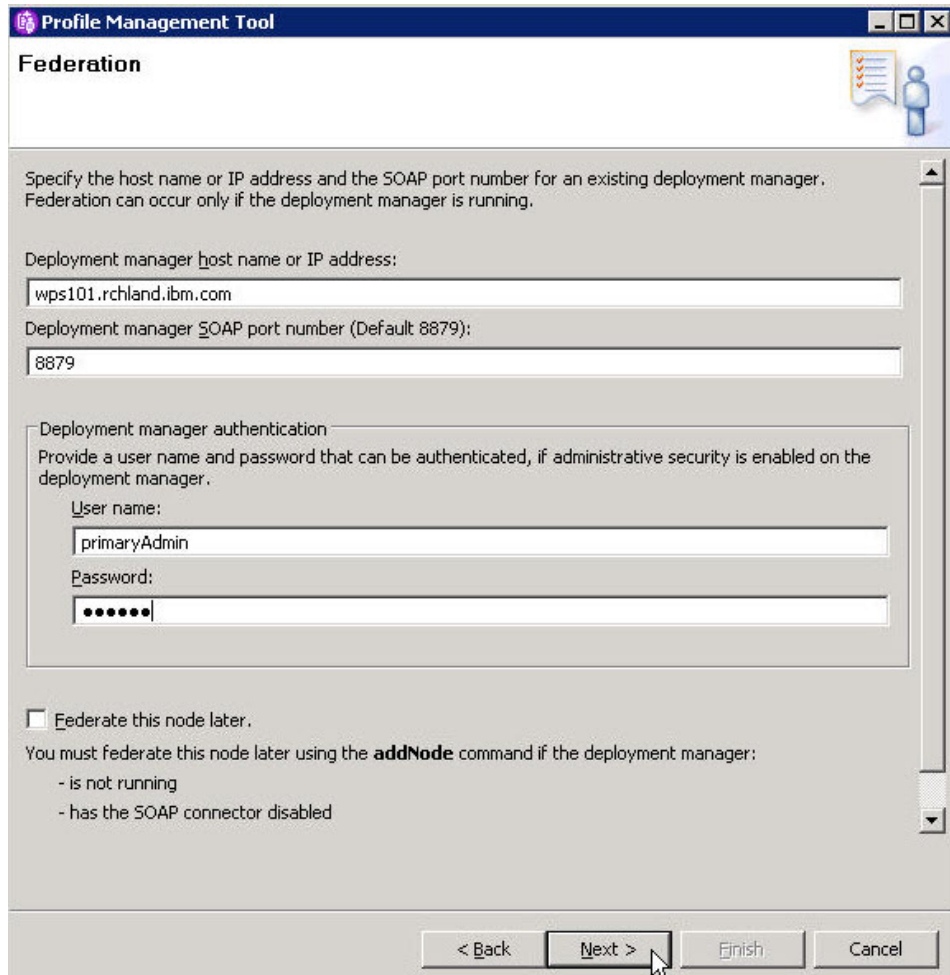 Profile Management Tool
Federation
Specify the host name or IP address and the SOAP port number for an existing deployment manager.
Federation can occur only if the deployment manager is running.
Deployment manager host name or IP address:
wps101.rchland.ibm.com
Deployment manager SOAP port number (Default 8879):
8879
Deployment manager authentication
Provide a user name and password that can be authenticated, if administrative security is enabled on the
deployment manager.
User name:
primaryAdmin
Password:
●●●●●●
Federate this node later.
You must federate this node later using the addNode command if the deployment manager:
- is not running
- has the SOAP connector disabled
< Back
Next >
Finish
Cancel